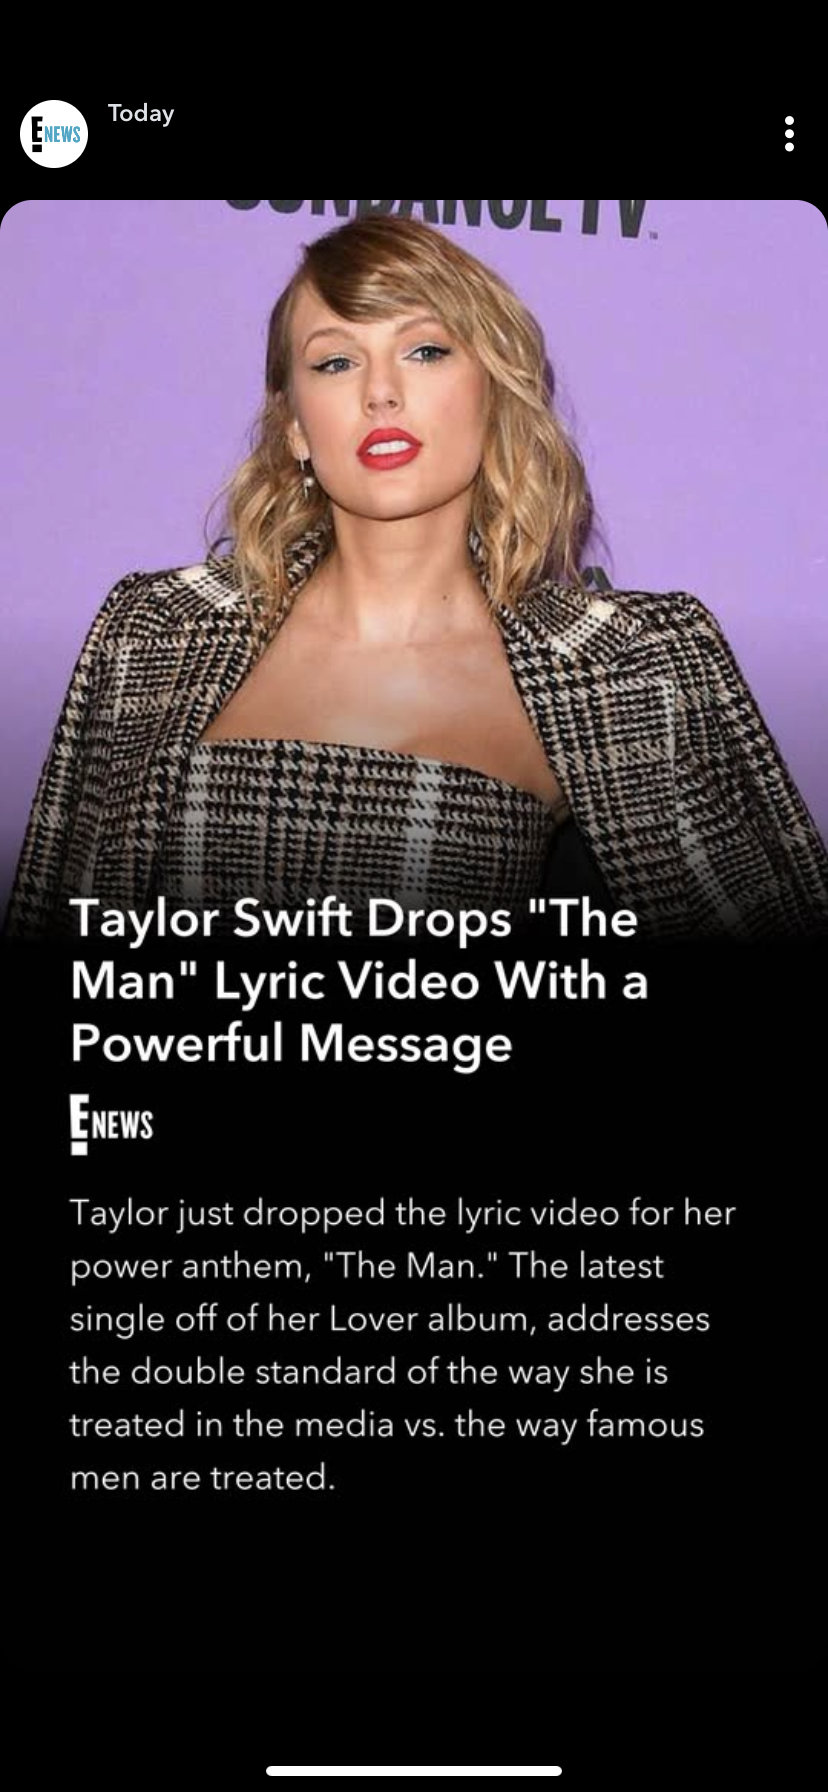 E NEWS
Today
SUNDANCE TV
Taylor Swift Drops "The
Man" Lyric Video With a
Powerful Message
E NEWS
Taylor just dropped the lyric video for her
power anthem, "The Man." The latest
single off of her Lover album, addresses
the double standard of the way she is
treated in the media vs. the way famous
men are treated.